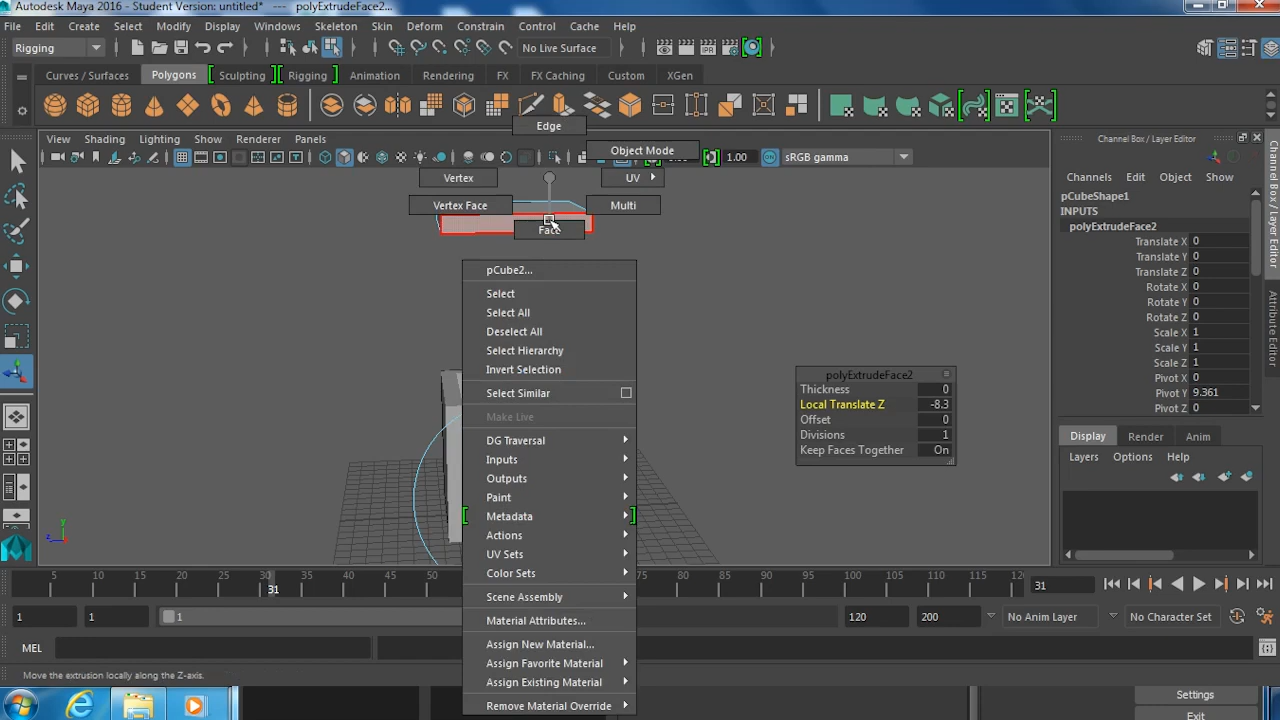 Autodesk Maya 2016 - Student Version: untitled* --- polyExtrudeFace2...
File Edit Create Select Modify Display Windows Skeleton Skin Deform Constrain Control Cache Help
Rigging No Live Surface
Curves / Surfaces Polygons Sculpting Rigging Animation Rendering FX FX Caching Custom XGen
Edge
View Shading Lighting Show Renderer Panels
Object Mode
1.00 sRGB gamma
Vertex UV
Vertex Face Multi
Face
pCube2...
Select
Select All
Deselect All
Select Hierarchy
Invert Selection
Select Similar
Make Live
DG Traversal
Inputs
Outputs
Paint
Metadata
Actions
UV Sets
Color Sets
Scene Assembly
Material Attributes...
Assign New Material...
Assign Favorite Material
Assign Existing Material
Remove Material Override
polyExtrudeFace2
Thickness 0
Local Translate Z -8.3
Offset 0
Divisions 1
Keep Faces Together On
Channel Box / Layer Editor
Channels Edit Object Show
pCubeShape1
INPUTS
polyExtrudeFace2
Translate X 0
Translate Y 0
Translate Z 0
Rotate X 0
Rotate Y 0
Rotate Z 0
Scale X 1
Scale Y 1
Scale Z 1
Pivot X 0
Pivot Y 9.361
Pivot Z 0
Display Render Anim
Layers Options Help
Channel Box / Layer Editor
Attribute Editor
y
z
5 10 15 20 25 30 35 40 45 50 75 80 85 90 95 100 105 110 115 12
31 31
1 1 1 120 200 No Anim Layer No Character Set
MEL
Move the extrusion locally along the Z-axis.
Settings
Exit